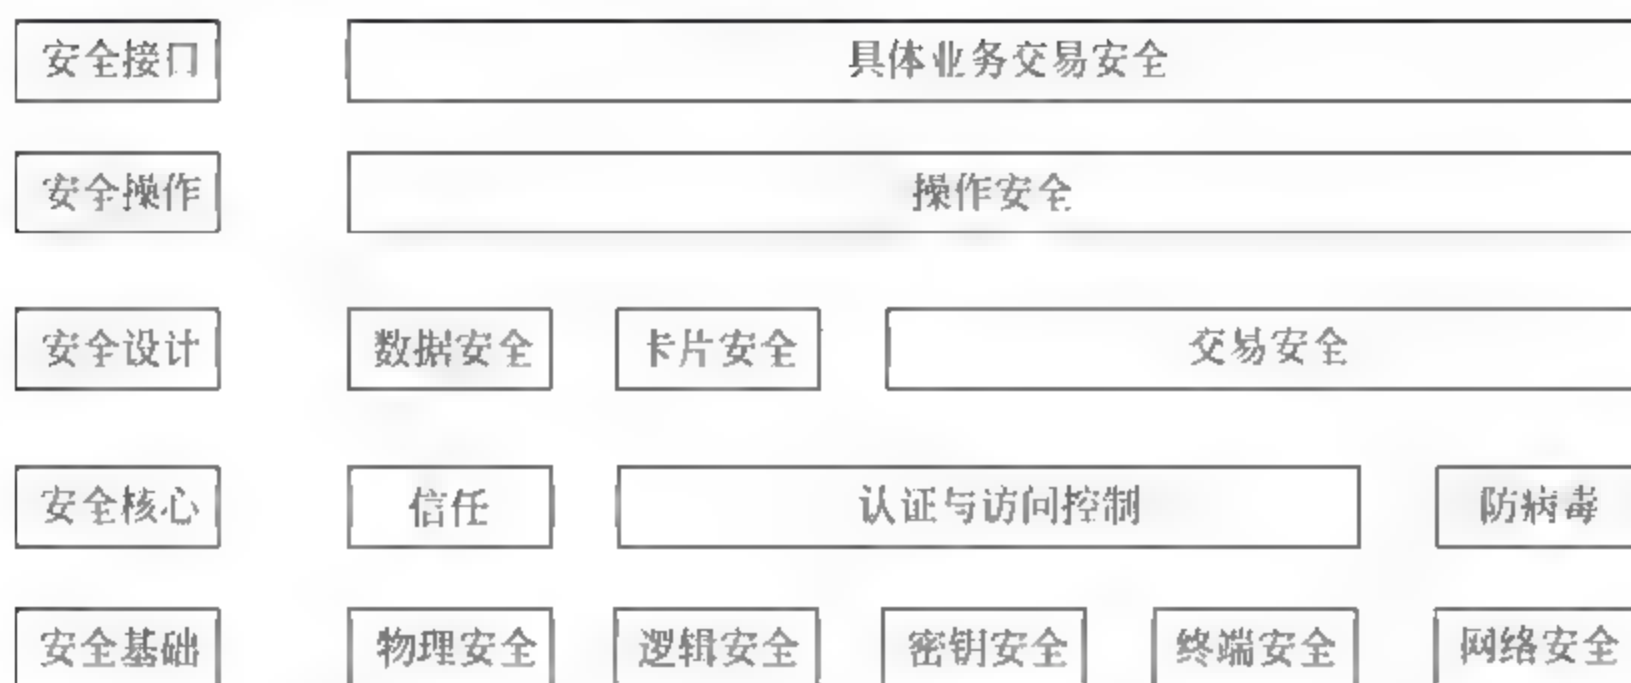 安全接口 具体业务交易安全
安全操作 操作安全
安全设计 数据安全 卡片安全 交易安全
安全核心 信任 认证与访问控制 防病毒
安全基础 物理安全 逻辑安全 密钥安全 终端安全 网络安全